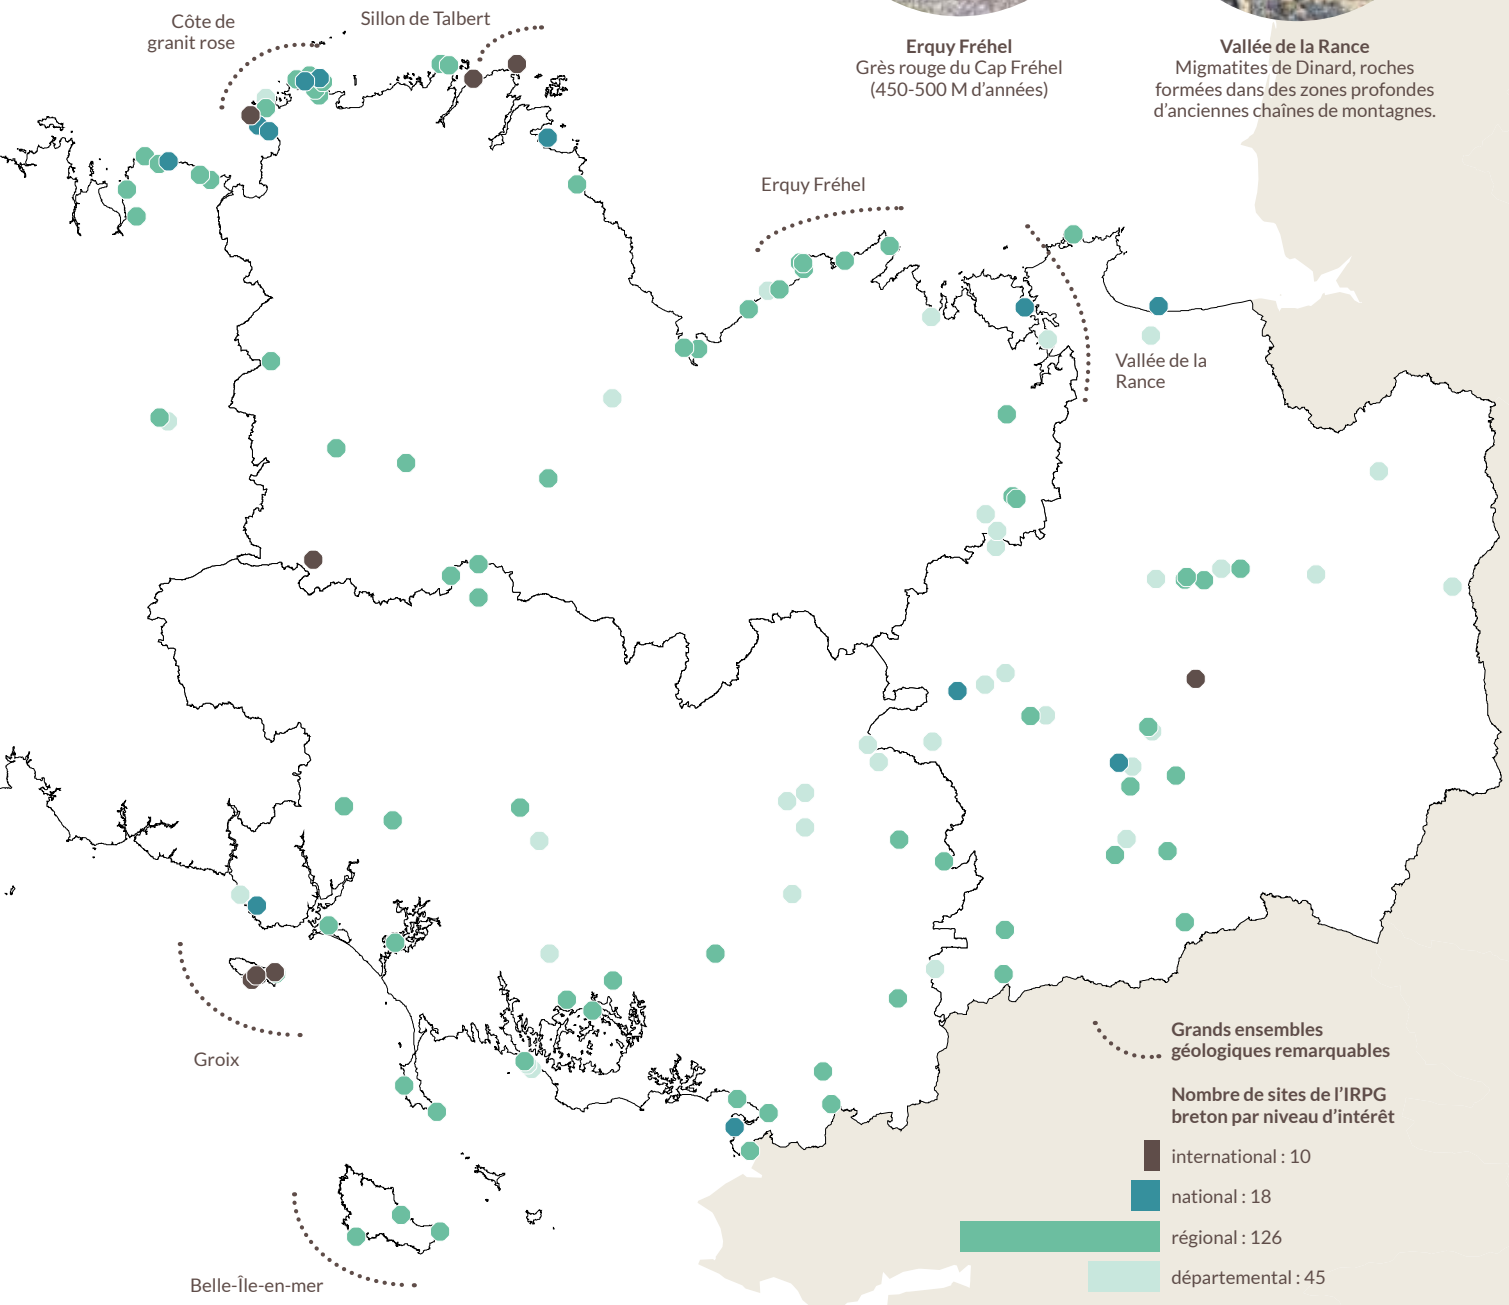 Côte de
granit rose
Sillon de Talbert
Erquy Fréhel
Grès rouge du Cap Fréhel
(450-500 M d’années)
Vallée de la Rance
Migmatites de Dinard, roches
formées dans des zones profondes
d’anciennes chaînes de montagnes.
Erquy Fréhel
Vallée de la
Rance
Groix
Belle-Île-en-mer
Grands ensembles
géologiques remarquables
Nombre de sites de l’IRPG
breton par niveau d’intérêt
international : 10
national : 18
régional : 126
départemental : 45